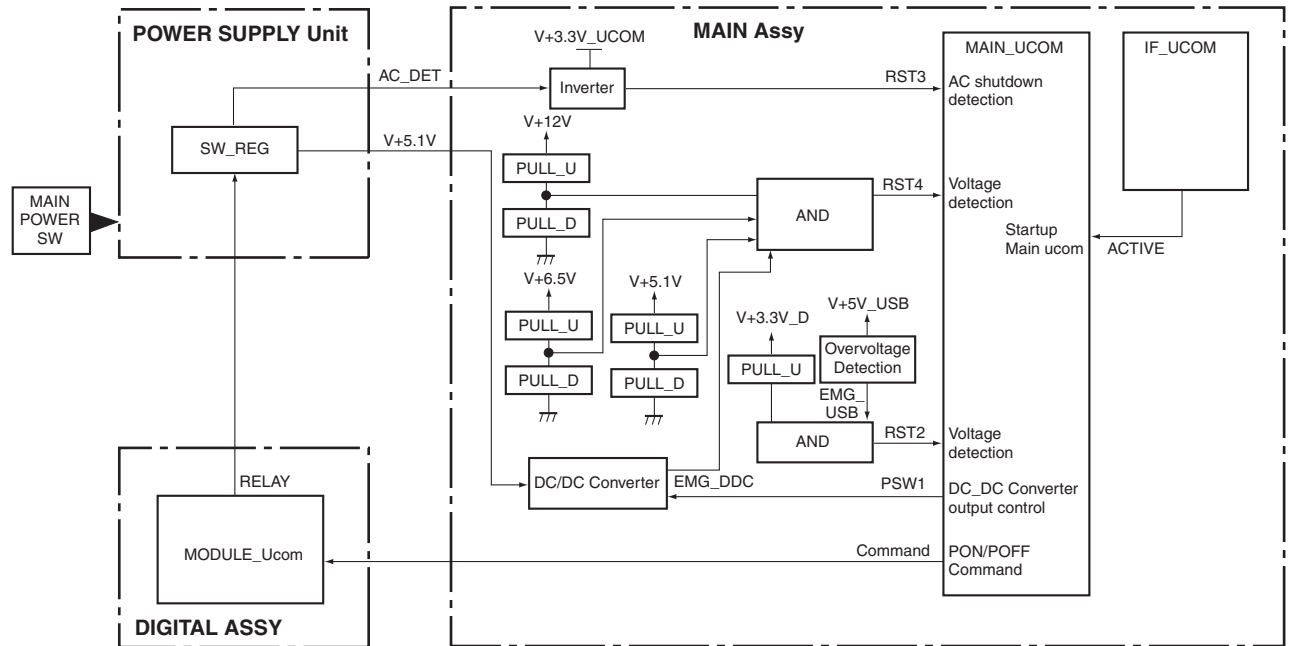 POWER SUPPLY Unit
MAIN Assy
V+3.3V_UCOM
MAIN_UCOM
IF_UCOM
AC_DET
Inverter
RST3
AC shutdown
detection
V+12V
SW_REG
V+5.1V
PULL_U
MAIN
POWER
SW
PULL_D
AND
RST4
Voltage
detection
Startup
Main ucom
ACTIVE
V+6.5V
V+5.1V
PULL_U
PULL_D
PULL_U
PULL_D
V+3.3V_D
PULL_U
V+5V_USB
Overvoltage
Detection
EMG_
USB
AND
RST2
Voltage
detection
RELAY
DC/DC Converter
EMG_DDC
PSW1
DC_DC Converter
output control
MODULE_Ucom
Command
PON/POFF
Command
DIGITAL ASSY